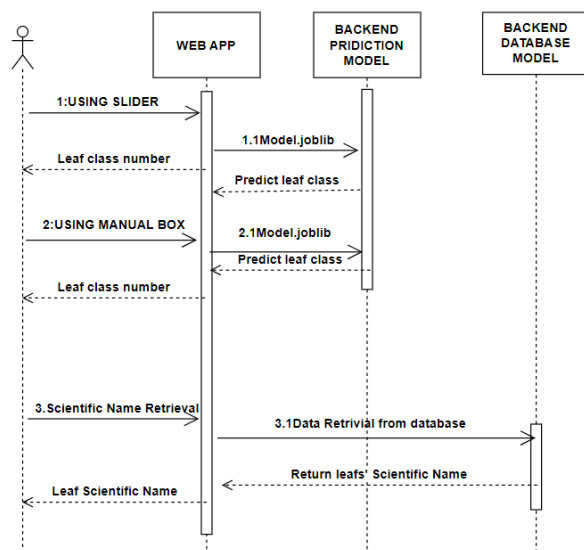 WEB APP
BACKEND
PRIDICTION
MODEL
BACKEND
DATABASE
MODEL
1:USING SLIDER
1.1Model.joblib
Leaf class number
Predict leaf class
2:USING MANUAL BOX
2.1Model.joblib
Predict leaf class
Leaf class number
3.Scientific Name Retrieval
3.1Data Retrivial from database
Return leafs' Scientific Name
Leaf Scientific Name